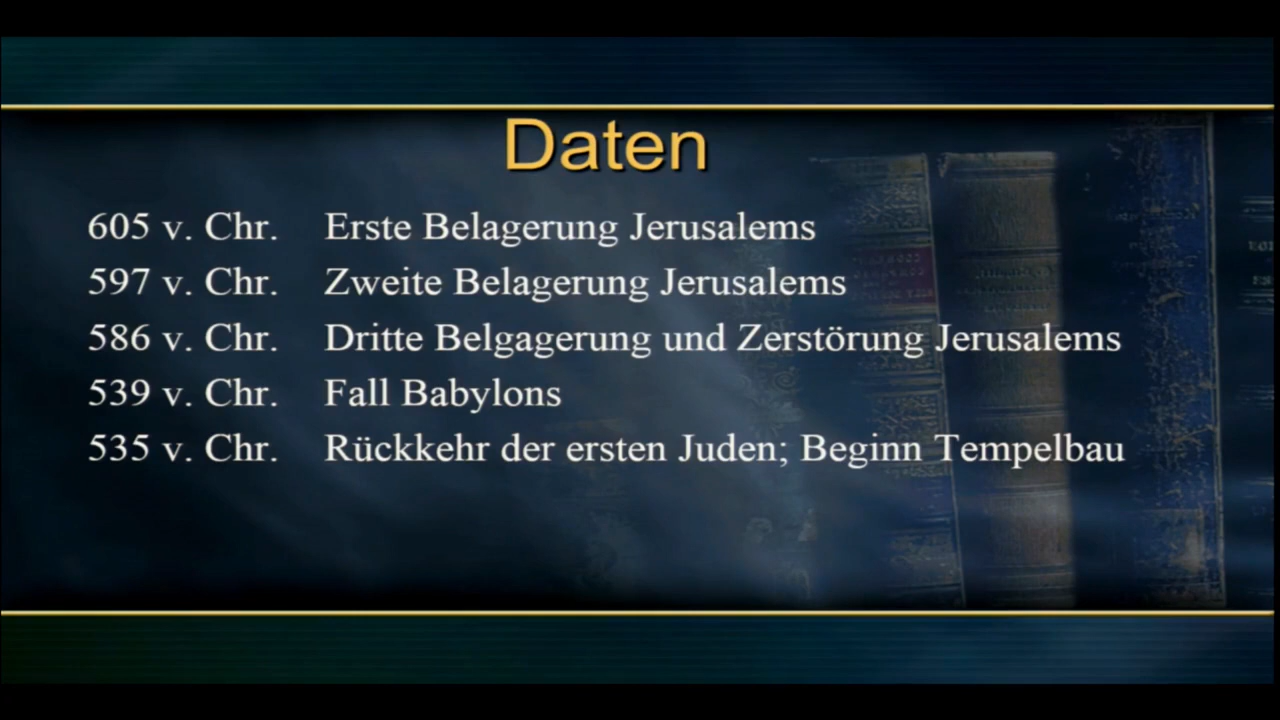 Daten
605 v. Chr. Erste Belagerung Jerusalems
597 v. Chr. Zweite Belagerung Jerusalems
586 v. Chr. Dritte Belgagerung und Zerstörung Jerusalems
539 v. Chr. Fall Babylons
535 v. Chr. Rückkehr der ersten Juden; Beginn Tempelbau